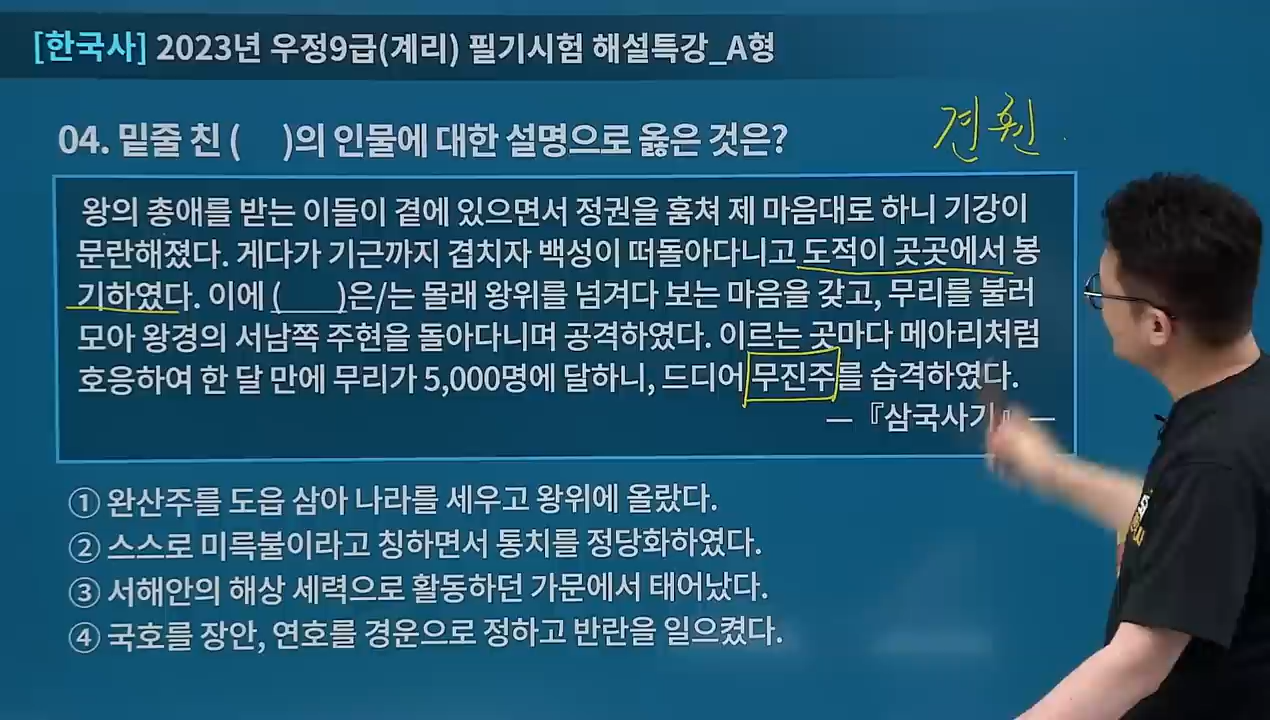 [한국사] 2023년 우정9급(계리) 필기시험 해설특강_A형
04. 밑줄 친 (    )의 인물에 대한 설명으로 옳은 것은?
견훤
왕의 총애를 받는 이들이 곁에 있으면서 정권을 훔쳐 제 마음대로 하니 기강이
문란해졌다. 게다가 기근까지 겹치자 백성이 떠돌아다니고 도적이 곳곳에서 봉
기하였다. 이에 (      )은/는 몰래 왕위를 넘겨다 보는 마음을 갖고, 무리를 불러
모아 왕경의 서남쪽 주현을 돌아다니며 공격하였다. 이르는 곳마다 메아리처럼
호응하여 한 달 만에 무리가 5,000명에 달하니, 드디어 무진주를 습격하였다.
─『삼국사기』─
① 완산주를 도읍 삼아 나라를 세우고 왕위에 올랐다.
② 스스로 미륵불이라고 칭하면서 통치를 정당화하였다.
③ 서해안의 해상 세력으로 활동하던 가문에서 태어났다.
④ 국호를 장안, 연호를 경운으로 정하고 반란을 일으켰다.